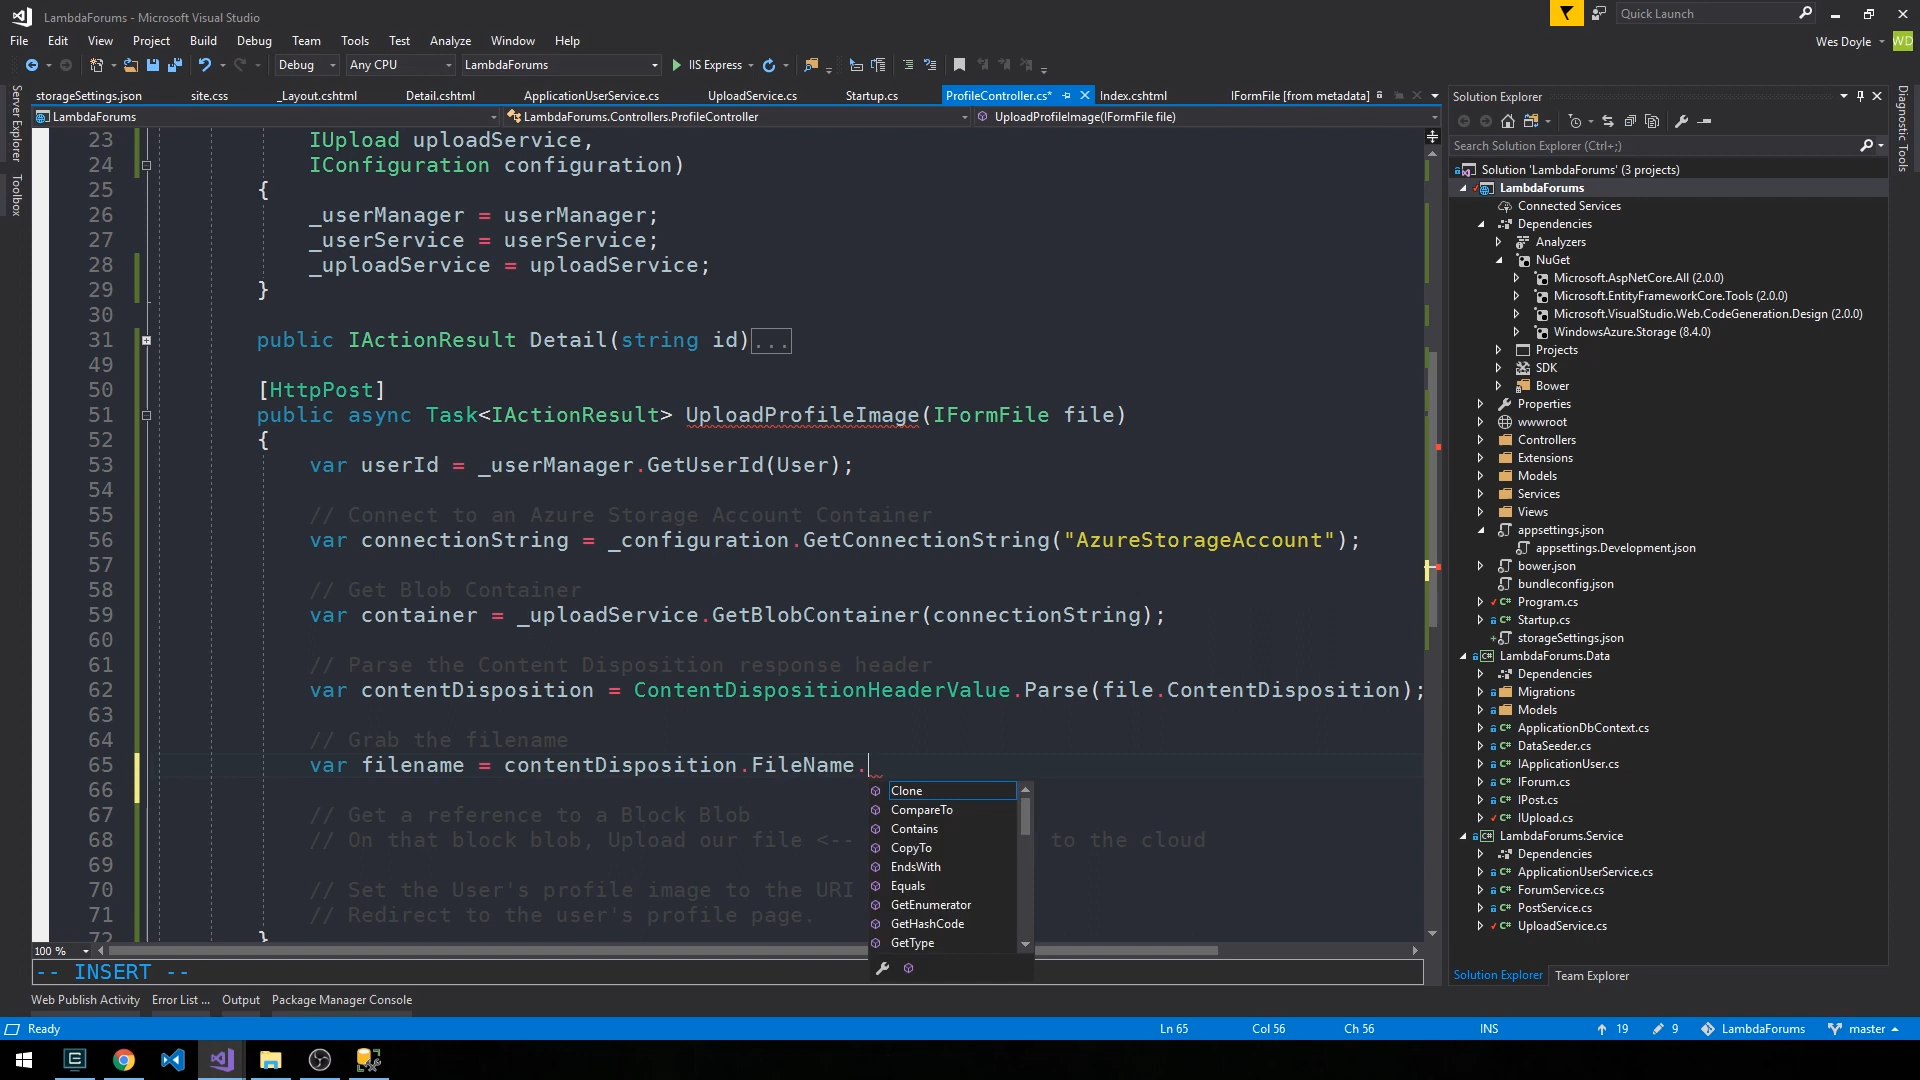 LambdaForums - Microsoft Visual Studio
Quick Launch
File Edit View Project Build Debug Team Tools Test Analyze Window Help
Wes Doyle
WD
Debug Any CPU LambdaForums IIS Express
storageSettings.json site.css _Layout.cshtml Detail.cshtml ApplicationUserService.cs UploadService.cs Startup.cs ProfileController.cs* Index.cshtml IFormFile [from metadata]
LambdaForums LambdaForums.Controllers.ProfileController UploadProfileImage(IFormFile file)
Server Explorer
Toolbox
23 IUpload uploadService,
24 IConfiguration configuration)
25 {
26 _userManager = userManager;
27 _userService = userService;
28 _uploadService = uploadService;
29 }
30
31 public IActionResult Detail(string id)...
49
50 [HttpPost]
51 public async Task<IActionResult> UploadProfileImage(IFormFile file)
52 {
53 var userId = _userManager.GetUserId(User);
54
55 // Connect to an Azure Storage Account Container
56 var connectionString = _configuration.GetConnectionString("AzureStorageAccount");
57
58 // Get Blob Container
59 var container = _uploadService.GetBlobContainer(connectionString);
60
61 // Parse the Content Disposition response header
62 var contentDisposition = ContentDispositionHeaderValue.Parse(file.ContentDisposition);
63
64 // Grab the filename
65 var filename = contentDisposition.FileName.
66
67 // Get a reference to a Block Blob
68 // On that block blob, Upload our file <-- to the cloud
69
70 // Set the User's profile image to the URI
71 // Redirect to the user's profile page.
72 }
Clone
CompareTo
Contains
CopyTo
EndsWith
Equals
GetEnumerator
GetHashCode
GetType
100 %
-- INSERT --
Web Publish Activity Error List ... Output Package Manager Console
Solution Explorer
Search Solution Explorer (Ctrl+;)
Solution 'LambdaForums' (3 projects)
LambdaForums
Connected Services
Dependencies
Analyzers
NuGet
Microsoft.AspNetCore.All (2.0.0)
Microsoft.EntityFrameworkCore.Tools (2.0.0)
Microsoft.VisualStudio.Web.CodeGeneration.Design (2.0.0)
WindowsAzure.Storage (8.4.0)
Projects
SDK
Bower
Properties
wwwroot
Controllers
Extensions
Models
Services
Views
appsettings.json
appsettings.Development.json
bower.json
bundleconfig.json
C# Program.cs
C# Startup.cs
storageSettings.json
C# LambdaForums.Data
Dependencies
Migrations
Models
C# ApplicationDbContext.cs
C# DataSeeder.cs
C# IApplicationUser.cs
C# IForum.cs
C# IPost.cs
C# IUpload.cs
C# LambdaForums.Service
Dependencies
C# ApplicationUserService.cs
C# ForumService.cs
C# PostService.cs
C# UploadService.cs
Solution Explorer Team Explorer
Diagnostic Tools
Ready Ln 65 Col 56 Ch 56 INS 19 9 LambdaForums master